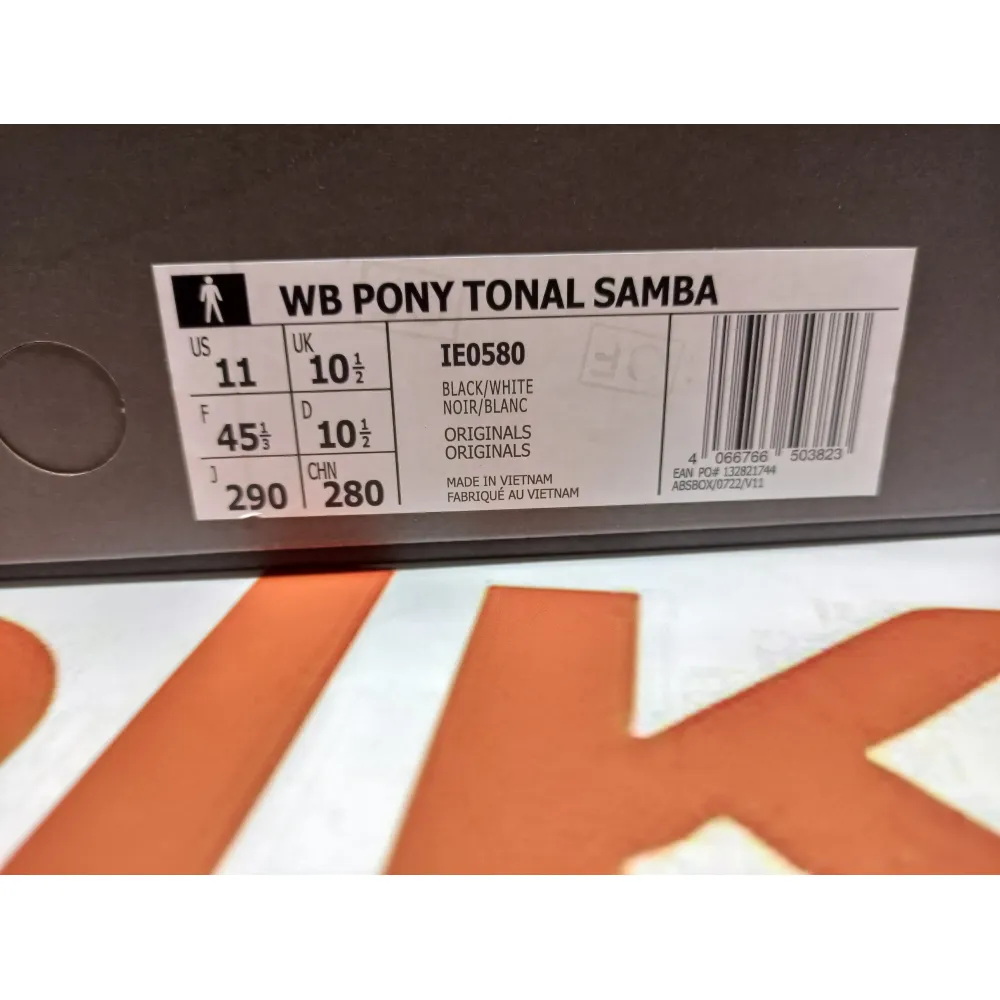 WB PONY TONAL SAMBA
US 11
UK 10 1/2
F 45 1/3
D 10 1/2
J 290
CHN 280
IE0580
BLACK/WHITE
NOIR/BLANC
ORIGINALS
ORIGINALS
MADE IN VIETNAM
FABRIQUÉ AU VIETNAM
4 066766 503823
EAN PO# 132821744
ABSBOX/0722/V11
K